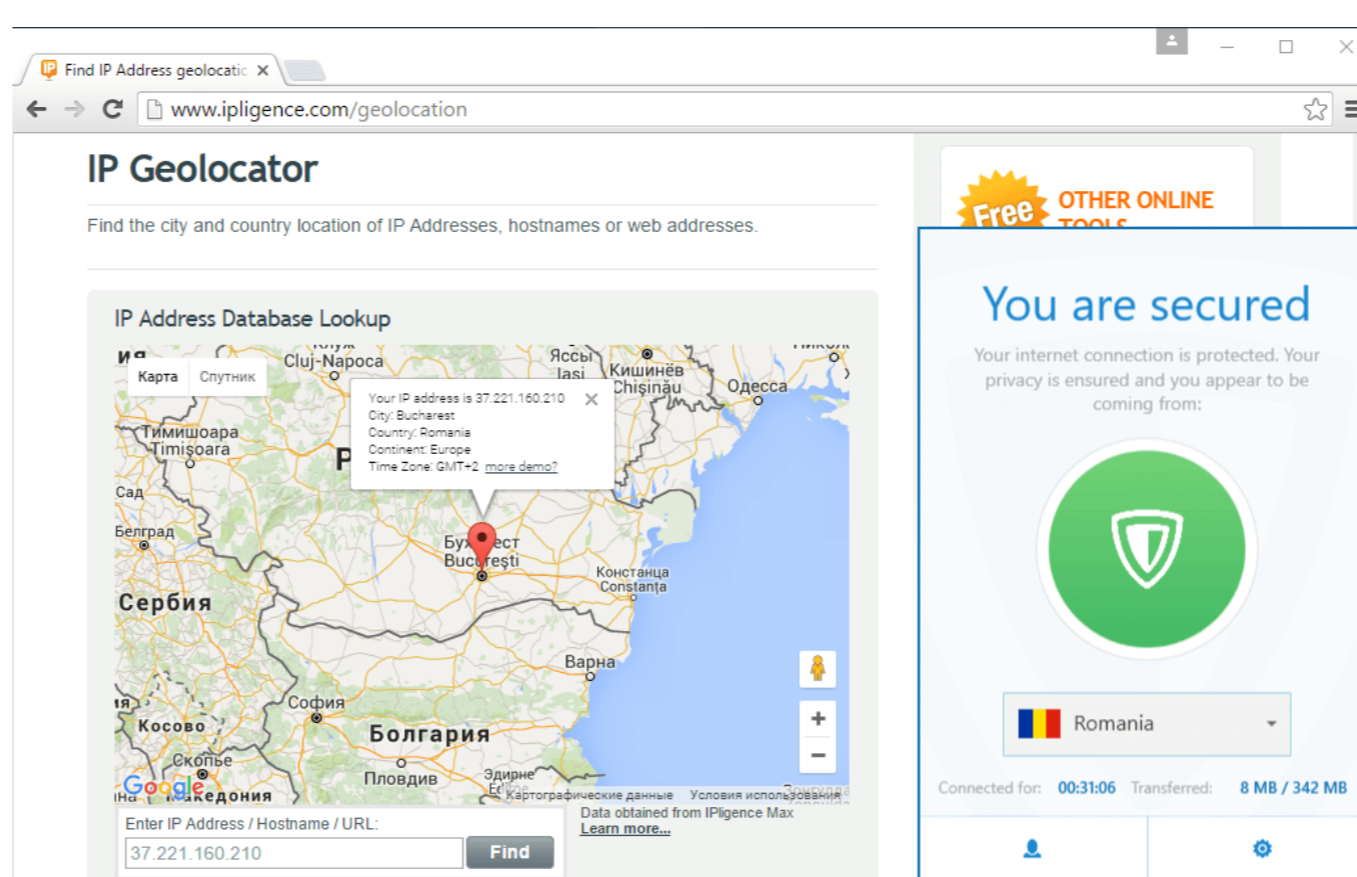 Find IP Address geolocatic
www.ipligence.com/geolocation
IP Geolocator
Find the city and country location of IP Addresses, hostnames or web addresses.
Free
OTHER ONLINE
TOOLS
IP Address Database Lookup
Карта Спутник
Cluj-Napoca
Яссы
Iași
Кишинёв
Chișinău
Одесса
Your IP address is 37.221.160.210
City: Bucharest
Country: Romania
Continent: Europe
Time Zone: GMT+2 more demo?
Тимишоара
Timișoara
Сад
Белград
București
Констанца
Constanța
Сербия
Варна
София
Косово
Болгария
Скопье
Пловдив
Эдирне
Google
Картографические данные Условия использования
Enter IP Address / Hostname / URL:
37.221.160.210
Find
Data obtained from IPligence Max
Learn more...
You are secured
Your internet connection is protected. Your
privacy is ensured and you appear to be
coming from:
Romania
Connected for: 00:31:06 Transferred: 8 MB / 342 MB